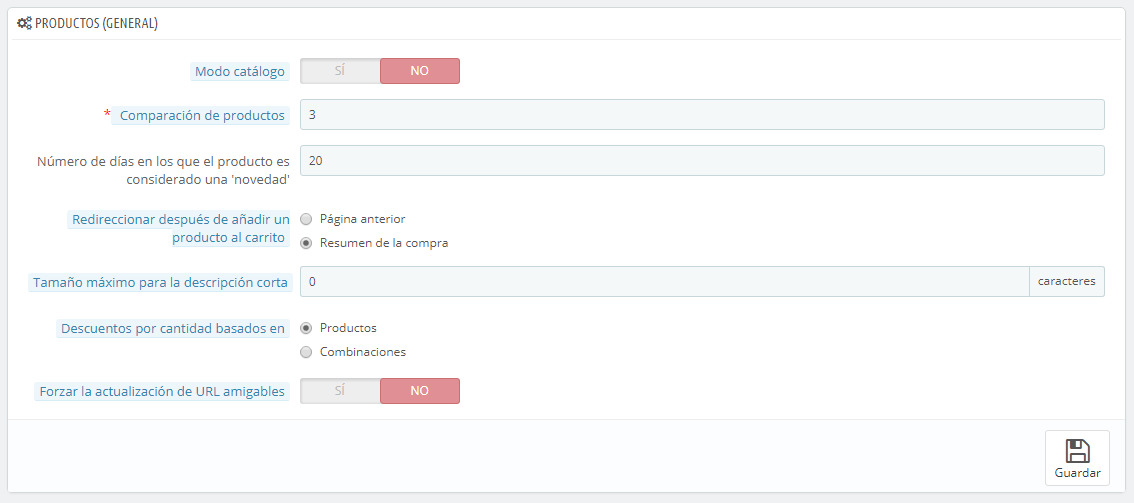 PRODUCTOS (GENERAL)
Modo catálogo
SÍ
NO
* Comparación de productos
3
Número de días en los que el producto es
considerado una 'novedad'
20
Redireccionar después de añadir un
producto al carrito
Página anterior
Resumen de la compra
Tamaño máximo para la descripción corta
0
caracteres
Descuentos por cantidad basados en
Productos
Combinaciones
Forzar la actualización de URL amigables
SÍ
NO
Guardar